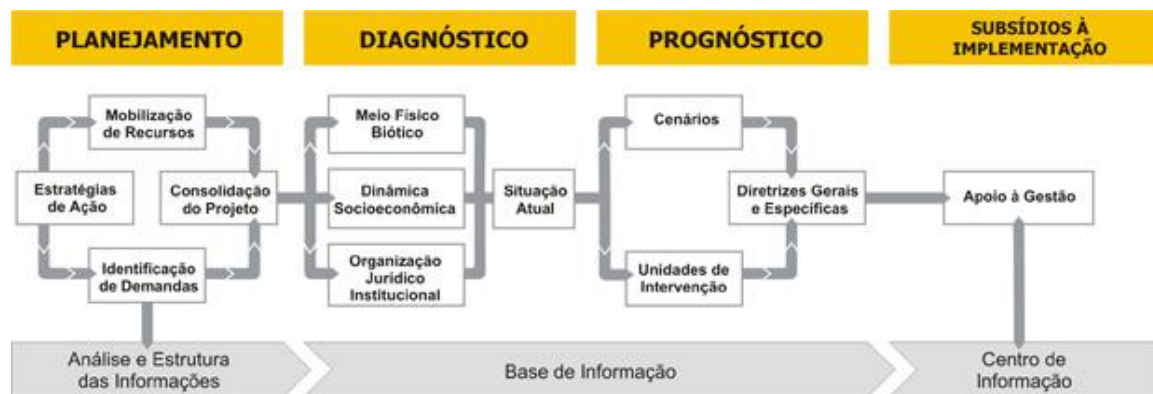 PLANEJAMENTO
DIAGNÓSTICO
PROGNÓSTICO
SUBSÍDIOS À
IMPLEMENTAÇÃO
Mobilização
de Recursos
Estratégias
de Ação
Consolidação
do Projeto
Identificação
de Demandas
Meio Físico
Biótico
Dinâmica
Socioeconômica
Organização
Jurídico
Institucional
Situação
Atual
Cenários
Unidades de
Intervenção
Diretrizes Gerais
e Específicas
Apoio à Gestão
Análise e Estrutura
das Informações
Base de Informação
Centro de
Informação